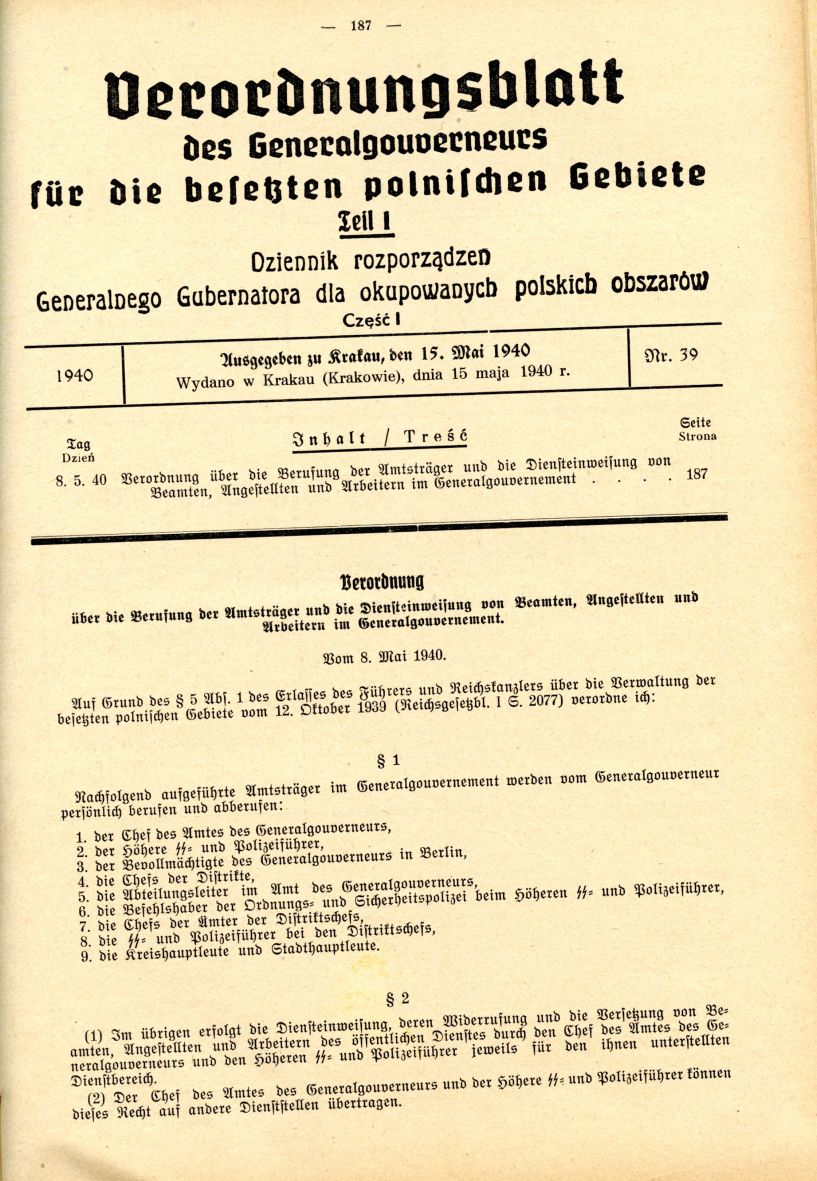 — 187 —
Verordnungsblatt
des Generalgouverneurs
für die besetzten polnischen Gebiete
Teil I
Dziennik rozporządzeń
Generalnego Gubernatora dla okupowanych polskich obszarów
Część I
1940
Ausgegeben zu Krakau, den 15. Mai 1940
Wydano w Krakau (Krakowie), dnia 15 maja 1940 r.
Nr. 39
Tag
Dzień
Inhalt / Treść
Seite
Strona
8. 5. 40 Verordnung über die Berufung der Amtsträger und die Diensteinweisung von
Beamten, Angestellten und Arbeitern im Generalgouvernement . . . . 187
Verordnung
über die Berufung der Amtsträger und die Diensteinweisung von Beamten, Angestellten und
Arbeitern im Generalgouvernement.
Vom 8. Mai 1940.
Auf Grund des § 5 Abs. 1 des Erlasses des Führers und Reichskanzlers über die Verwaltung der
besetzten polnischen Gebiete vom 12. Oktober 1939 (Reichsgesetzbl. I S. 2077) verordne ich:
§ 1
Nachfolgend aufgeführte Amtsträger im Generalgouvernement werden vom Generalgouverneur
persönlich berufen und abberufen:
1. der Chef des Amtes des Generalgouverneurs,
2. der Höhere SS- und Polizeiführer,
3. der Bevollmächtigte des Generalgouverneurs in Berlin,
4. die Chefs der Distrikte,
5. die Abteilungsleiter im Amt des Generalgouverneurs,
6. die Befehlshaber der Ordnungs- und Sicherheitspolizei beim Höheren SS- und Polizeiführer,
7. die Chefs der Ämter der Distriktschefs,
8. die SS- und Polizeiführer bei den Distriktschefs,
9. die Kreishauptleute und Stadthauptleute.
§ 2
(1) Im übrigen erfolgt die Diensteinweisung, deren Widerrufung und die Versetzung von Be-
amten, Angestellten und Arbeitern des öffentlichen Dienstes durch den Chef des Amtes des Ge-
neralgouverneurs und den Höheren SS- und Polizeiführer jeweils für den ihnen unterstellten
Dienstbereich.
(2) Der Chef des Amtes des Generalgouverneurs und der Höhere SS- und Polizeiführer können
dieses Recht auf andere Dienststellen übertragen.